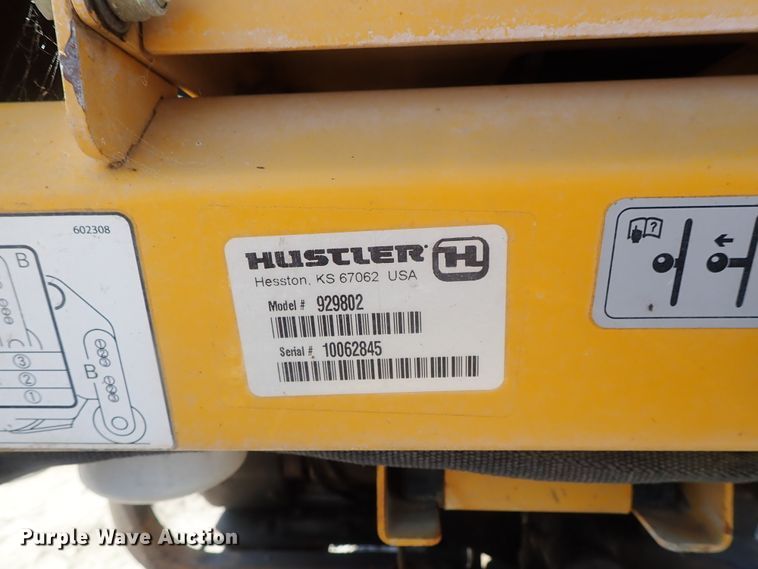 602308
B
3
2
1
B
HUSTLER
H
Hesston, KS 67062 USA
Model # 929802
Serial # 10062845
?
Purple Wave Auction